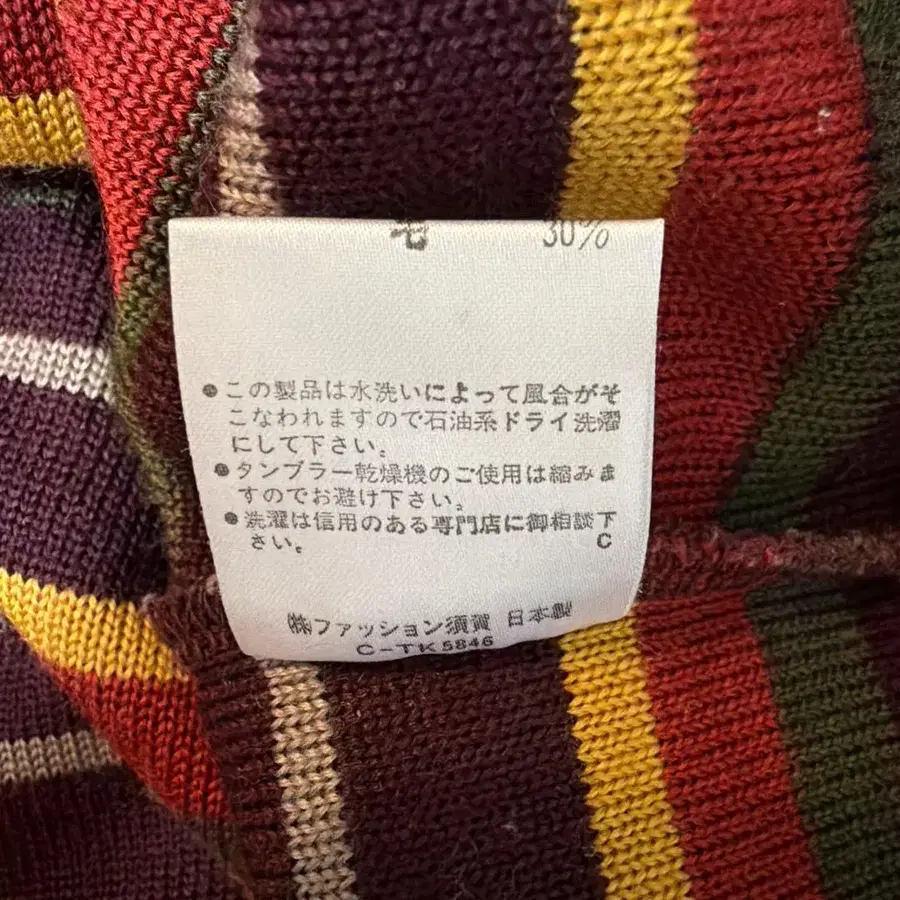 毛 30%
●この製品は水洗いによって風合がそ
こなわれますので石油系ドライ洗濯
にして下さい。
●タンブラー乾燥機のご使用は縮みま
すのでお避け下さい。
●洗濯は信用のある専門店に御相談下
さい。 C
㈱ファッション須賀 日本製
C-TK5846